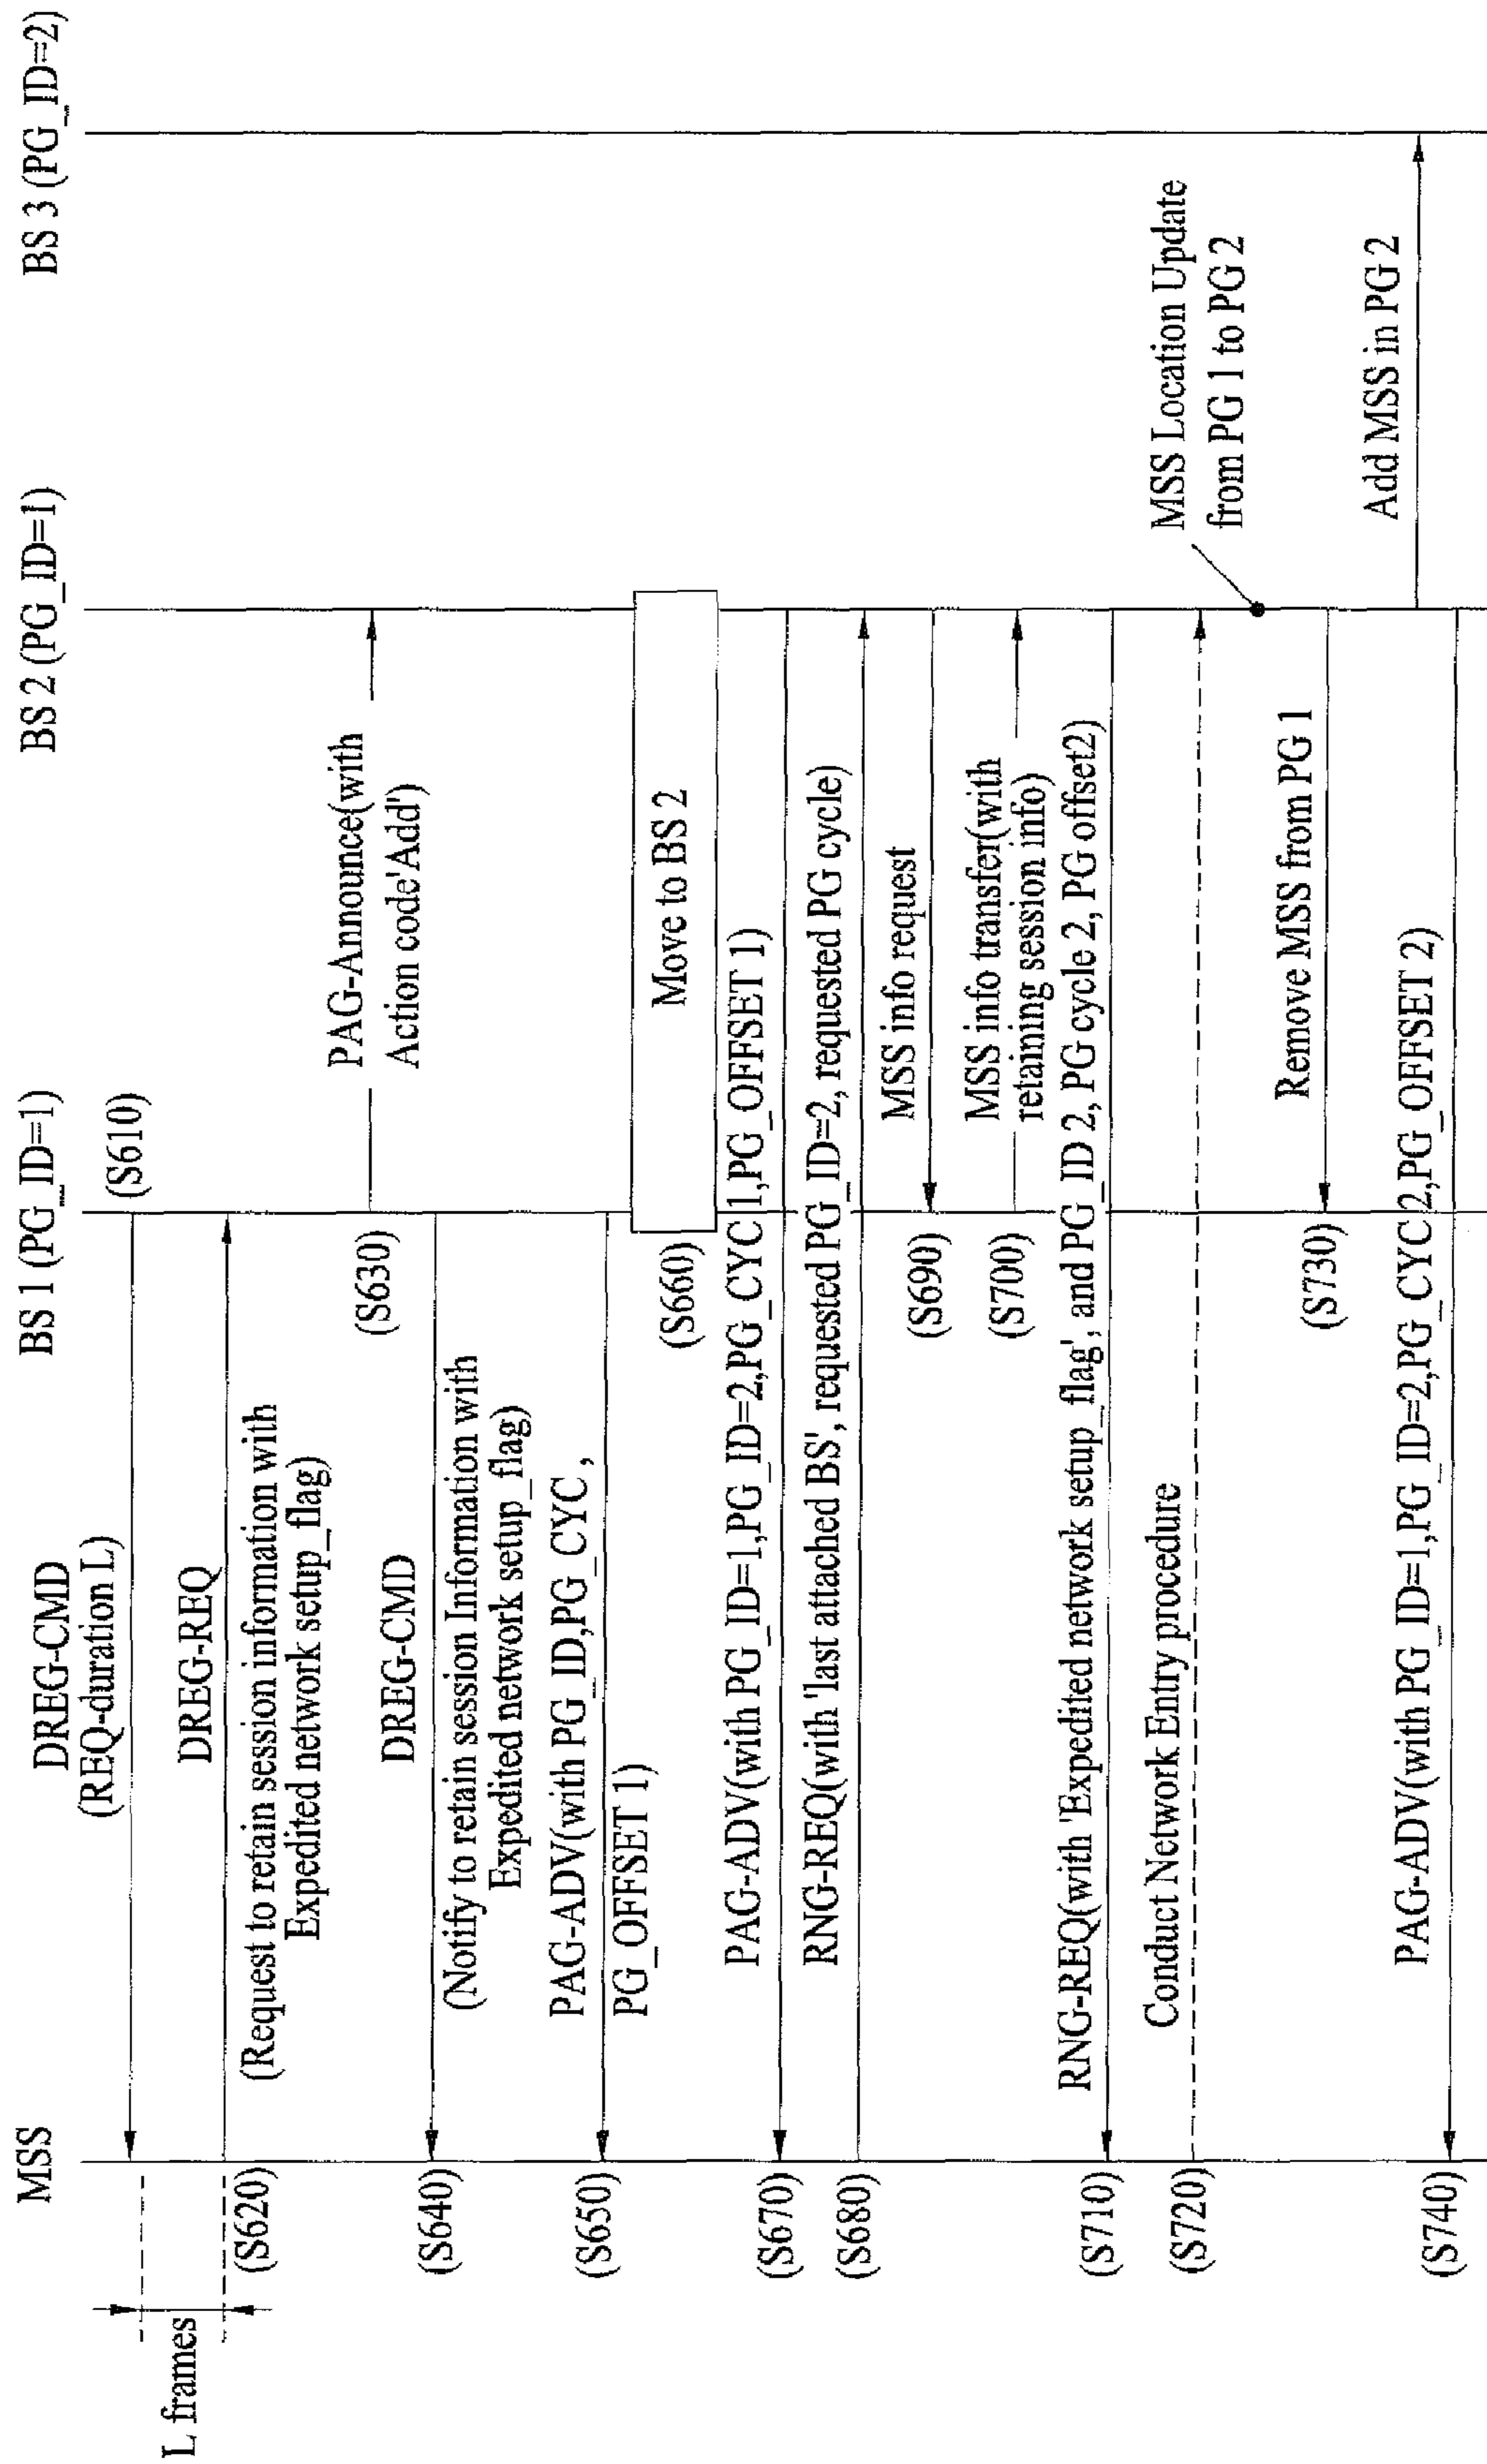 MSS
BS 1 (PG_ID=1)
BS 2 (PG_ID=1)
BS 3 (PG_ID=2)
DREG-CMD
(REQ-duration L)
(S610)
L frames
DREG-REQ
(S620)
(Request to retain session information with
Expedited network setup_flag)
PAG-Announce(with
Action code'Add')
(S630)
DREG-CMD
(S640)
(Notify to retain session Information with
Expedited network setup_flag)
PAG-ADV(with PG_ID,PG_CYC ,
PG_OFFSET 1)
(S650)
Move to BS 2
(S660)
PAG-ADV(with PG_ID=1,PG_ID=2,PG_CYC 1,PG_OFFSET 1)
(S670)
RNG-REQ(with 'last attached BS', requested PG_ID=2, requested PG cycle)
(S680)
MSS info request
(S690)
MSS info transfer(with
retaining session info)
(S700)
RNG-REQ(with 'Expedited network setup_flag', and PG_ID 2, PG cycle 2, PG offset2)
(S710)
Conduct Network Entry procedure
(S720)
MSS Location Update
from PG 1 to PG 2
Remove MSS from PG 1
(S730)
Add MSS in PG 2
PAG-ADV(with PG_ID=1,PG_ID=2,PG_CYC 2,PG_OFFSET 2)
(S740)